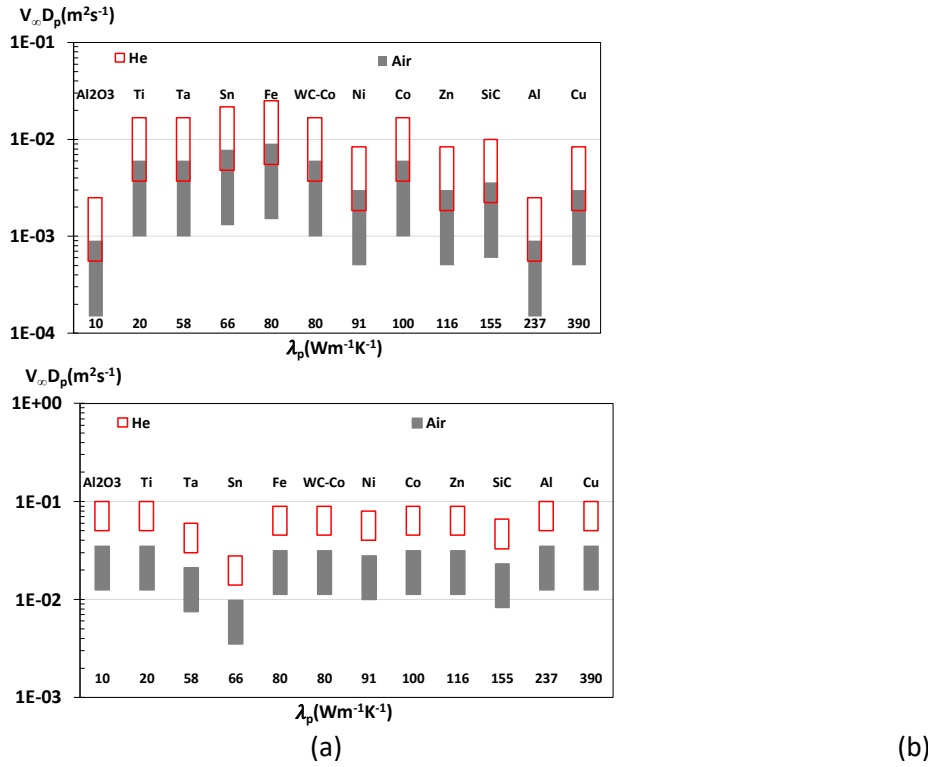 V∞Dp(m²s⁻¹)
1E-01
He Air
Al2O3 Ti Ta Sn Fe WC-Co Ni Co Zn SiC Al Cu
1E-02
1E-03
1E-04
10 20 58 66 80 80 91 100 116 155 237 390
λp(Wm⁻¹K⁻¹)
V∞Dp(m²s⁻¹)
1E+00
He Air
Al2O3 Ti Ta Sn Fe WC-Co Ni Co Zn SiC Al Cu
1E-01
1E-02
10 20 58 66 80 80 91 100 116 155 237 390
1E-03
λp(Wm⁻¹K⁻¹)
(a) (b)